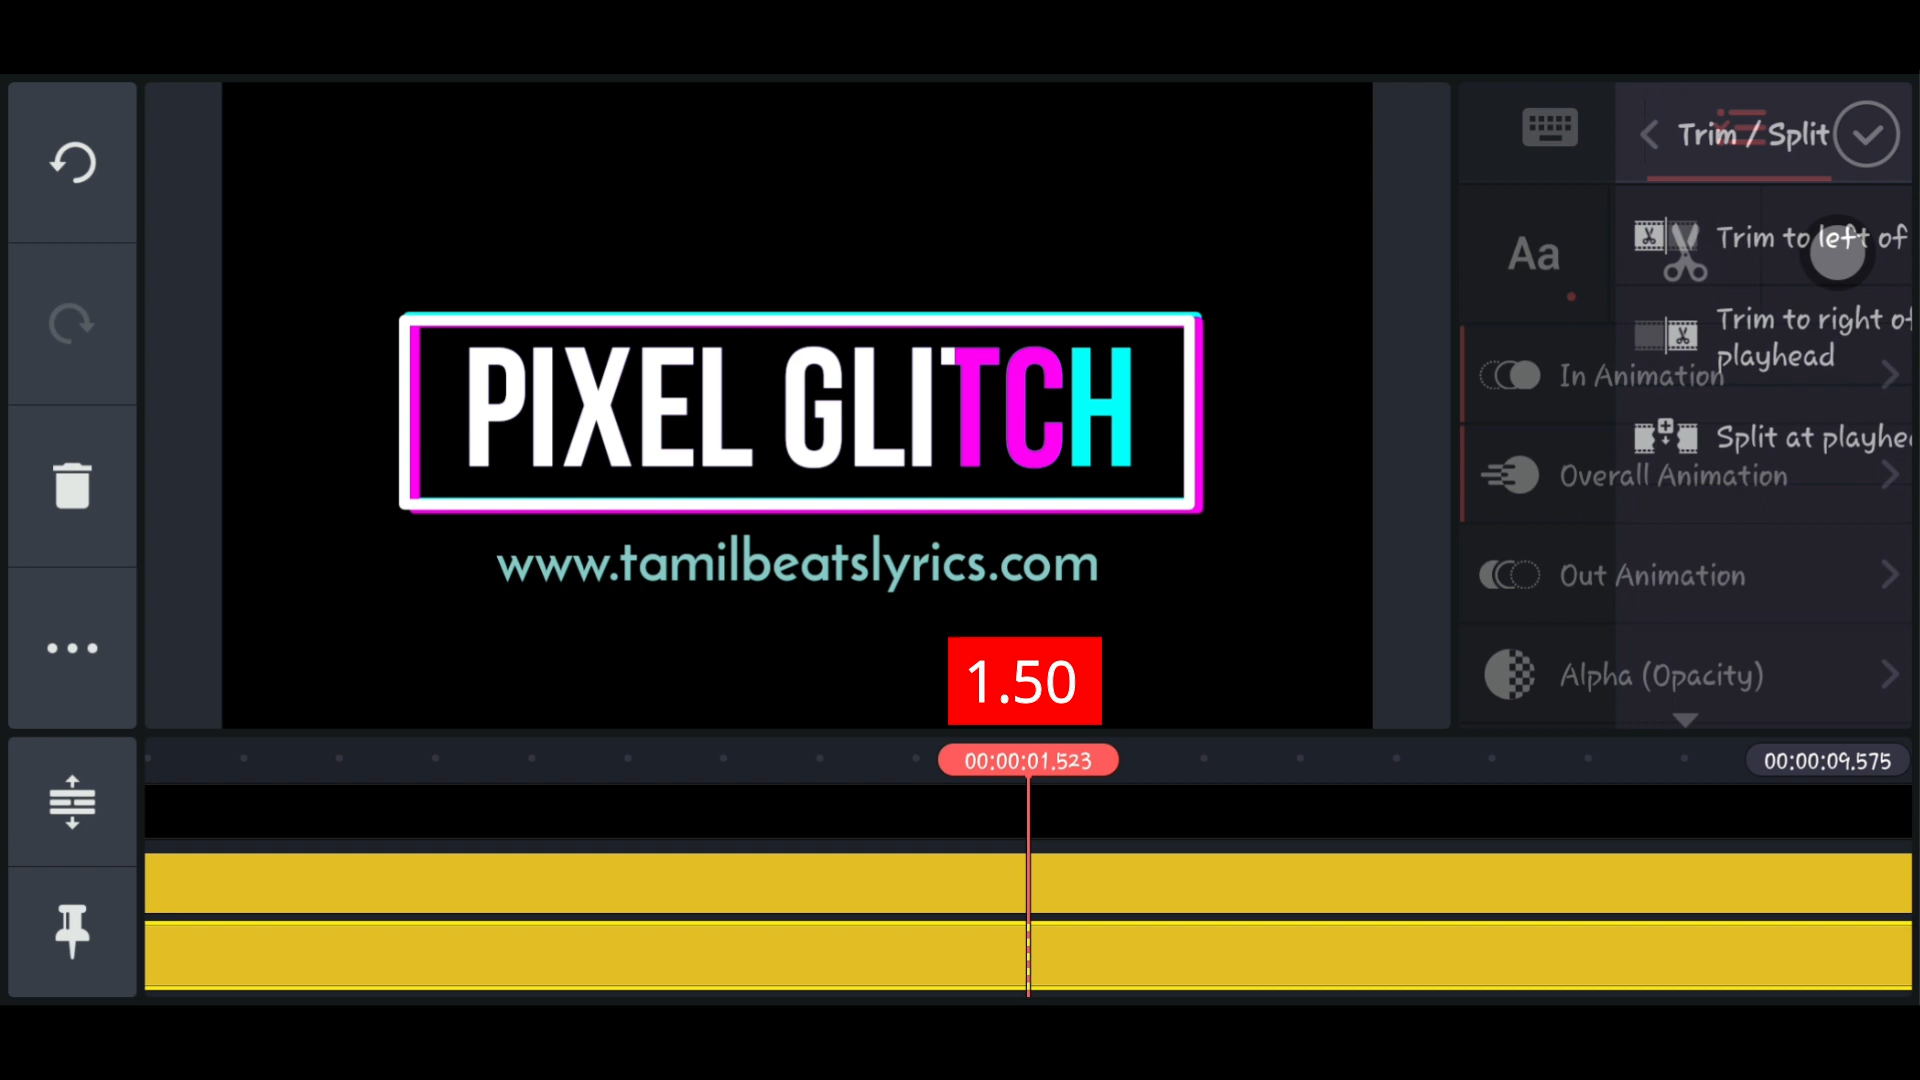 Trim / Split
Aa
Trim to left of
Trim to right of
playhead
In Animation
Split at playhe
Overall Animation
Out Animation
Alpha (Opacity)
PIXEL GLITCH
www.tamilbeatslyrics.com
1.50
00:00:01.523
00:00:09.575